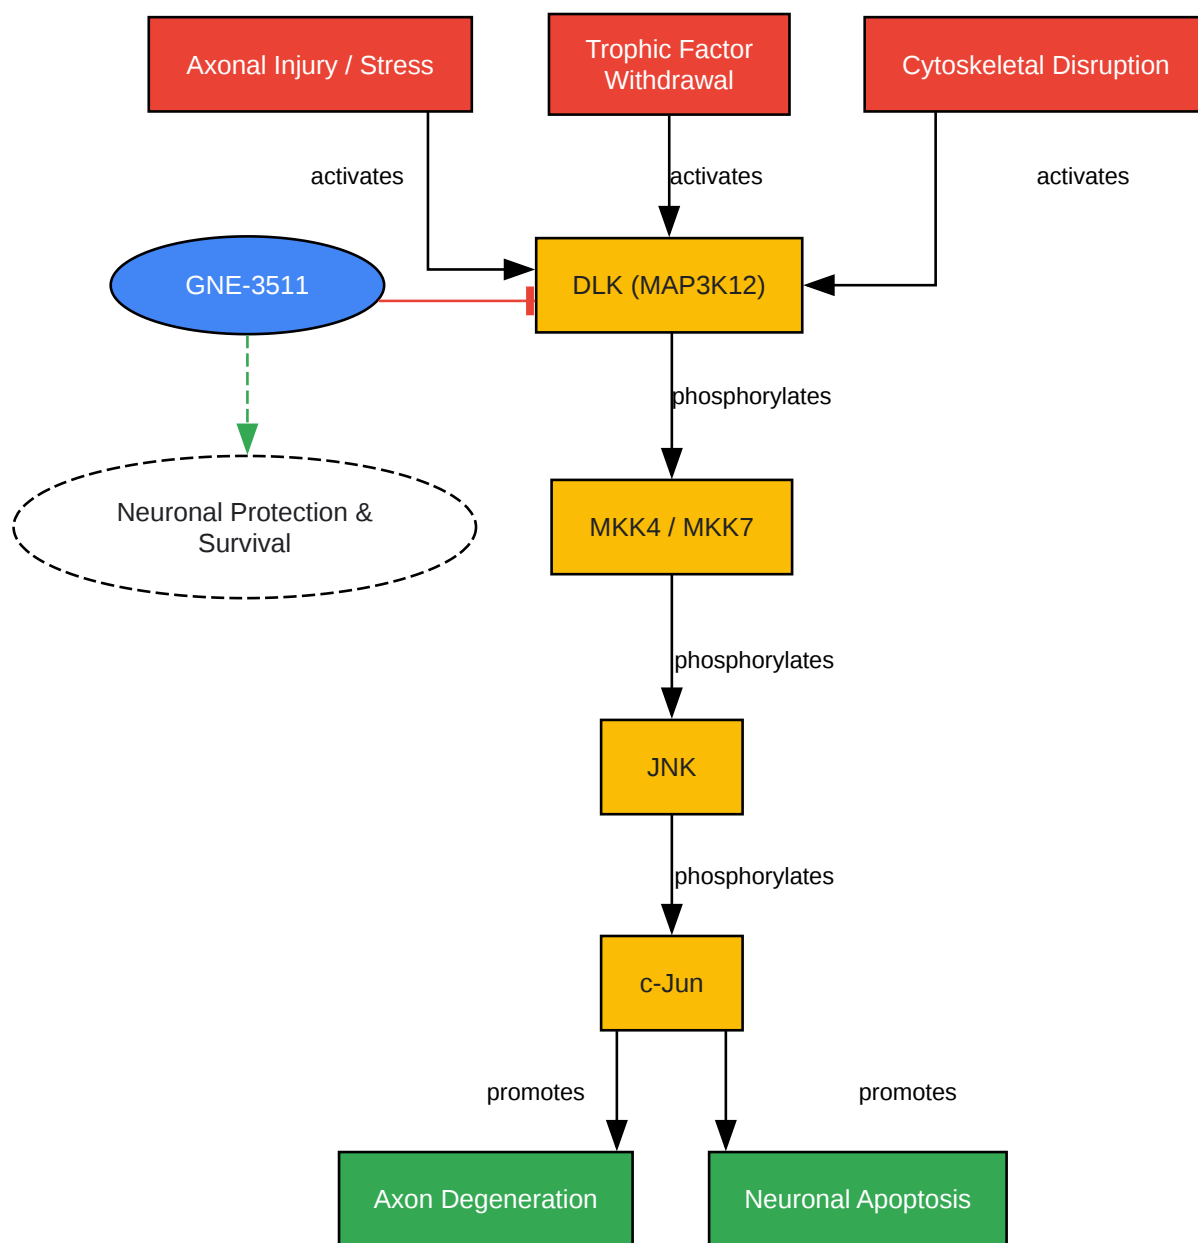 Axonal Injury / Stress
Trophic Factor
Withdrawal
Cytoskeletal Disruption
activates
activates
activates
GNE-3511
DLK (MAP3K12)
phosphorylates
Neuronal Protection &
Survival
MKK4 / MKK7
phosphorylates
JNK
phosphorylates
c-Jun
promotes
promotes
Axon Degeneration
Neuronal Apoptosis